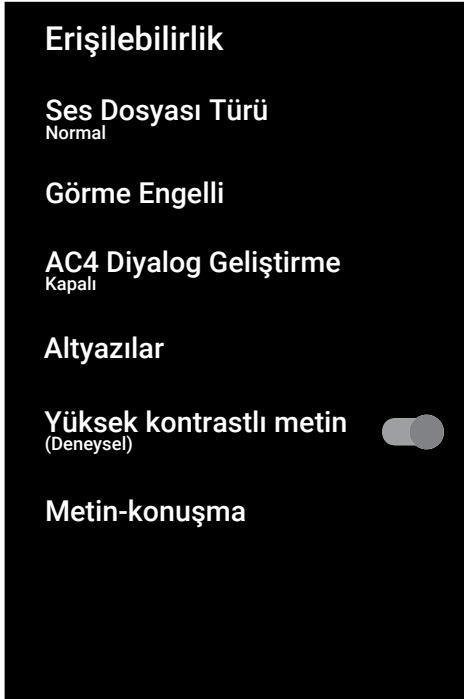 Erişilebilirlik
Ses Dosyası Türü
Normal
Görme Engelli
AC4 Diyalog Geliştirme
Kapalı
Altyazılar
Yüksek kontrastlı metin
(Deneysel)
Metin-konuşma